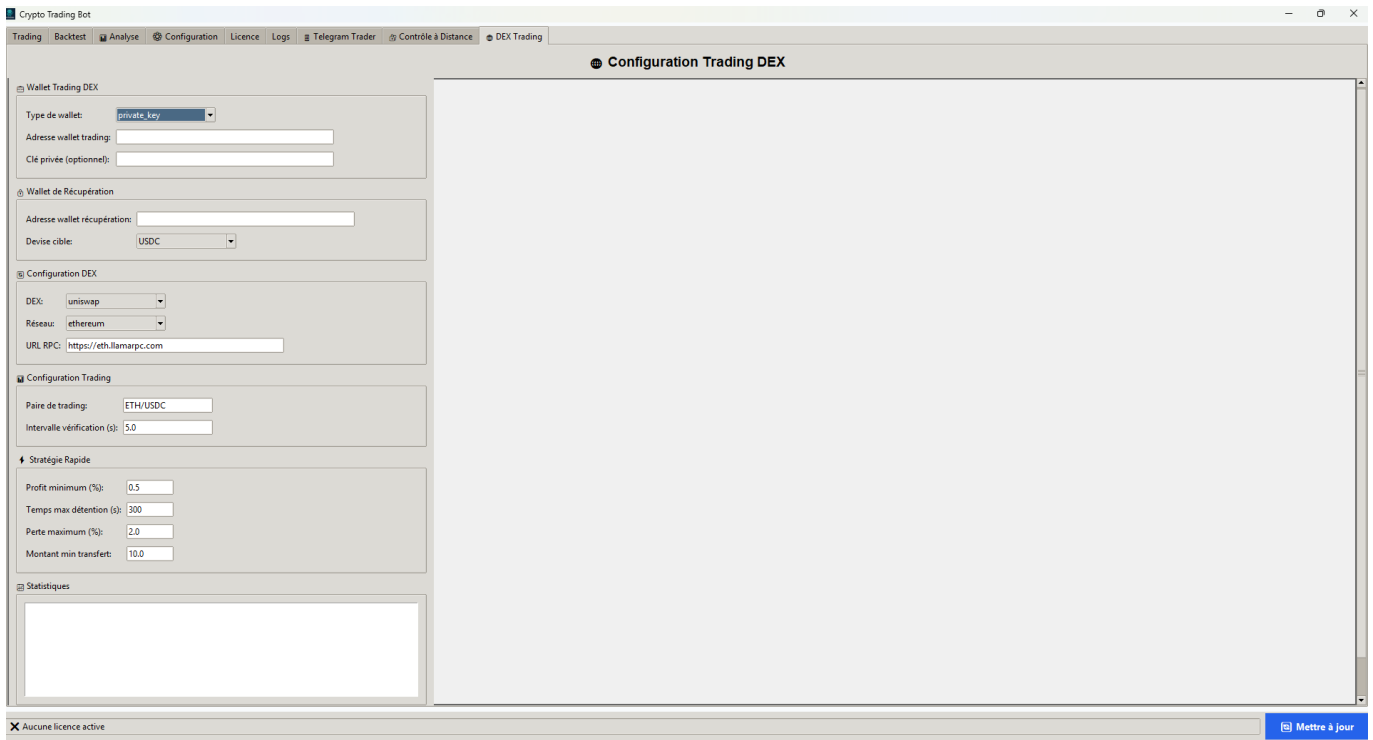 Crypto Trading Bot
Trading Backtest Analyse Configuration Licence Logs Telegram Trader Contrôle à Distance DEX Trading
Configuration Trading DEX
Wallet Trading DEX
Type de wallet: private_key
Adresse wallet trading:
Clé privée (optionnel):
Wallet de Récupération
Adresse wallet récupération:
Devise cible: USDC
Configuration DEX
DEX: uniswap
Réseau: ethereum
URL RPC: https://eth.llamarpc.com
Configuration Trading
Paire de trading: ETH/USDC
Intervalle vérification (s): 5.0
Stratégie Rapide
Profit minimum (%): 0.5
Temps max détention (s): 300
Perte maximum (%): 2.0
Montant min transfert: 10.0
Statistiques
Aucune licence active
Mettre à jour